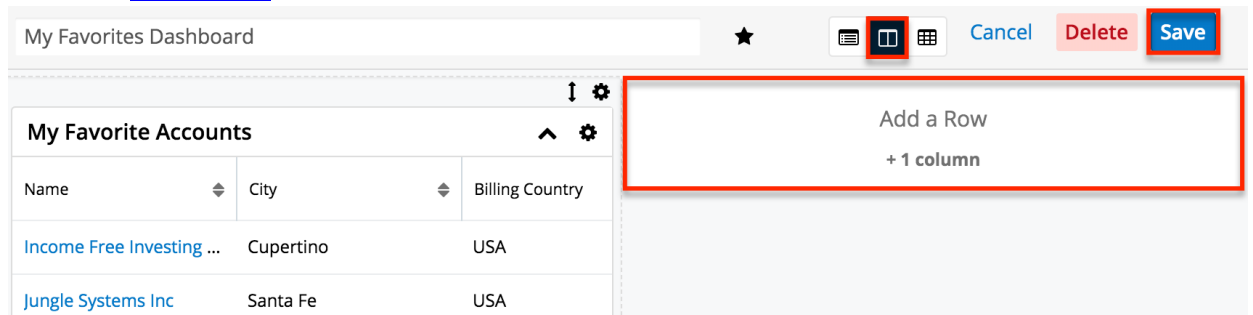 My Favorites Dashboard
Cancel
Delete
Save
My Favorite Accounts
Add a Row
+ 1 column
Name
City
Billing Country
Income Free Investing ...
Cupertino
USA
Jungle Systems Inc
Santa Fe
USA